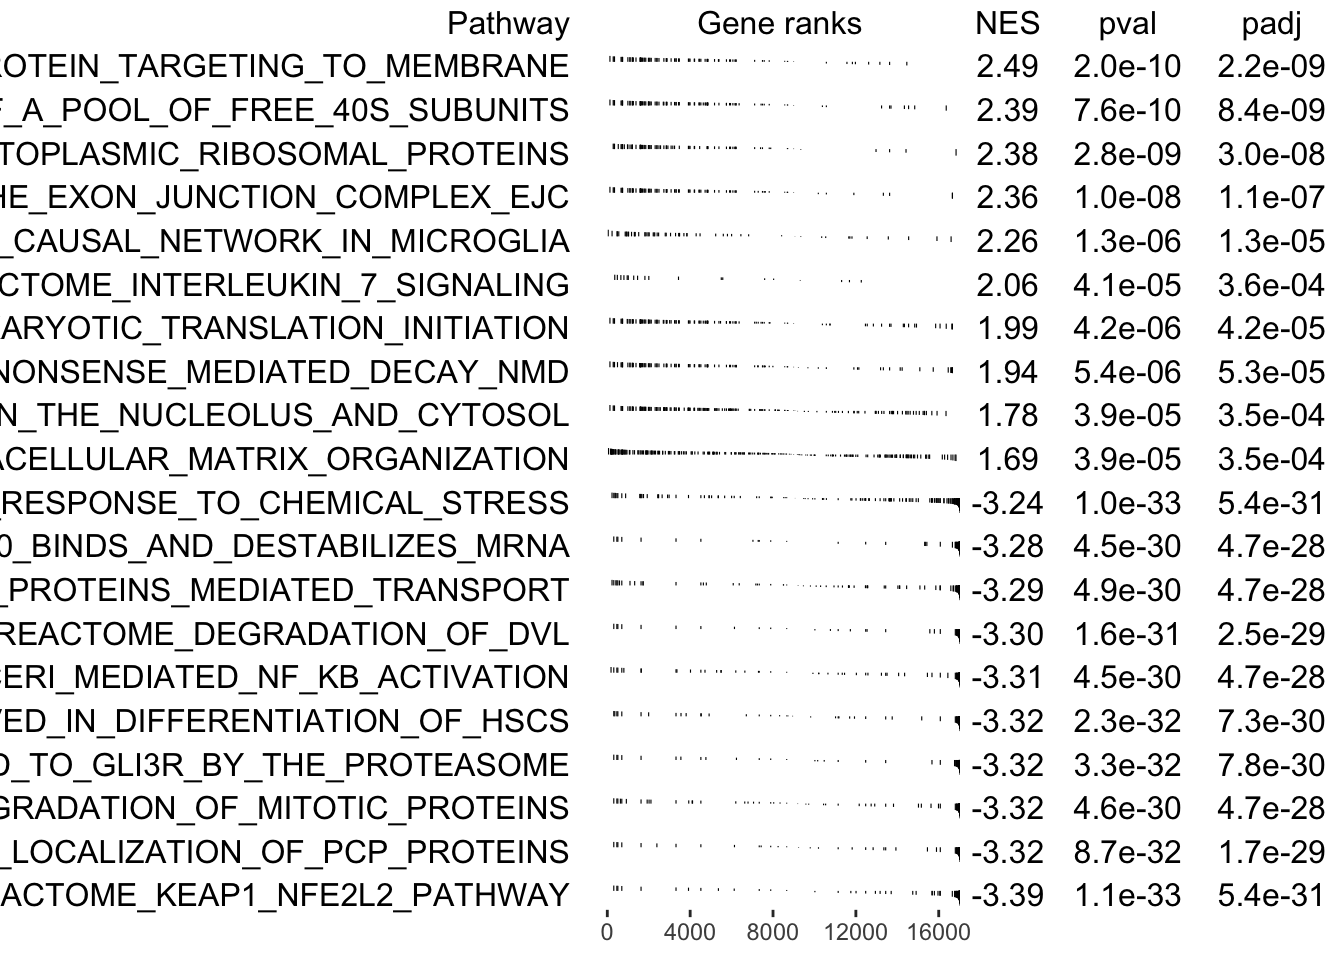 Pathway Gene ranks NES pval padj
ROTEIN_TARGETING_TO_MEMBRANE 2.49 2.0e-10 2.2e-09
F_A_POOL_OF_FREE_40S_SUBUNITS 2.39 7.6e-10 8.4e-09
TOPLASMIC_RIBOSOMAL_PROTEINS 2.38 2.8e-09 3.0e-08
HE_EXON_JUNCTION_COMPLEX_EJC 2.36 1.0e-08 1.1e-07
_CAUSAL_NETWORK_IN_MICROGLIA 2.26 1.3e-06 1.3e-05
CTOME_INTERLEUKIN_7_SIGNALING 2.06 4.1e-05 3.6e-04
ARYOTIC_TRANSLATION_INITIATION 1.99 4.2e-06 4.2e-05
NONSENSE_MEDIATED_DECAY_NMD 1.94 5.4e-06 5.3e-05
N_THE_NUCLEOLUS_AND_CYTOSOL 1.78 3.9e-05 3.5e-04
ACELLULAR_MATRIX_ORGANIZATION 1.69 3.9e-05 3.5e-04
_RESPONSE_TO_CHEMICAL_STRESS -3.24 1.0e-33 5.4e-31
0_BINDS_AND_DESTABILIZES_MRNA -3.28 4.5e-30 4.7e-28
_PROTEINS_MEDIATED_TRANSPORT -3.29 4.9e-30 4.7e-28
REACTOME_DEGRADATION_OF_DVL -3.30 1.6e-31 2.5e-29
CERI_MEDIATED_NF_KB_ACTIVATION -3.31 4.5e-30 4.7e-28
VED_IN_DIFFERENTIATION_OF_HSCS -3.32 2.3e-32 7.3e-30
D_TO_GLI3R_BY_THE_PROTEASOME -3.32 3.3e-32 7.8e-30
GRADATION_OF_MITOTIC_PROTEINS -3.32 4.6e-30 4.7e-28
_LOCALIZATION_OF_PCP_PROTEINS -3.32 8.7e-32 1.7e-29
ACTOME_KEAP1_NFE2L2_PATHWAY -3.39 1.1e-33 5.4e-31
0 4000 8000 12000 16000